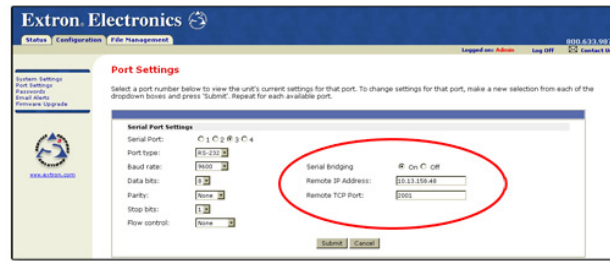 Extron. Electronics
Status Configuration File Management
800.633.987
Logged on: Admin Log Off Contact Us
System Settings
Port Settings
Passwords
Email Alerts
Firmware Upgrade
www.extron.com
Port Settings
Select a port number below to view the unit's current settings for that port. To change settings for that port, make a new selection from each of the
dropdown boxes and press 'Submit'. Repeat for each available port.
Serial Port Settings
Serial Port: 1 2 3 4
Port type: RS-232
Baud rate: 9600 Serial Bridging On Off
Data bits: 8 Remote IP Address: 10.13.159.48
Parity: None Remote TCP Port: 2001
Stop bits: 1
Flow control: None
Submit Cancel